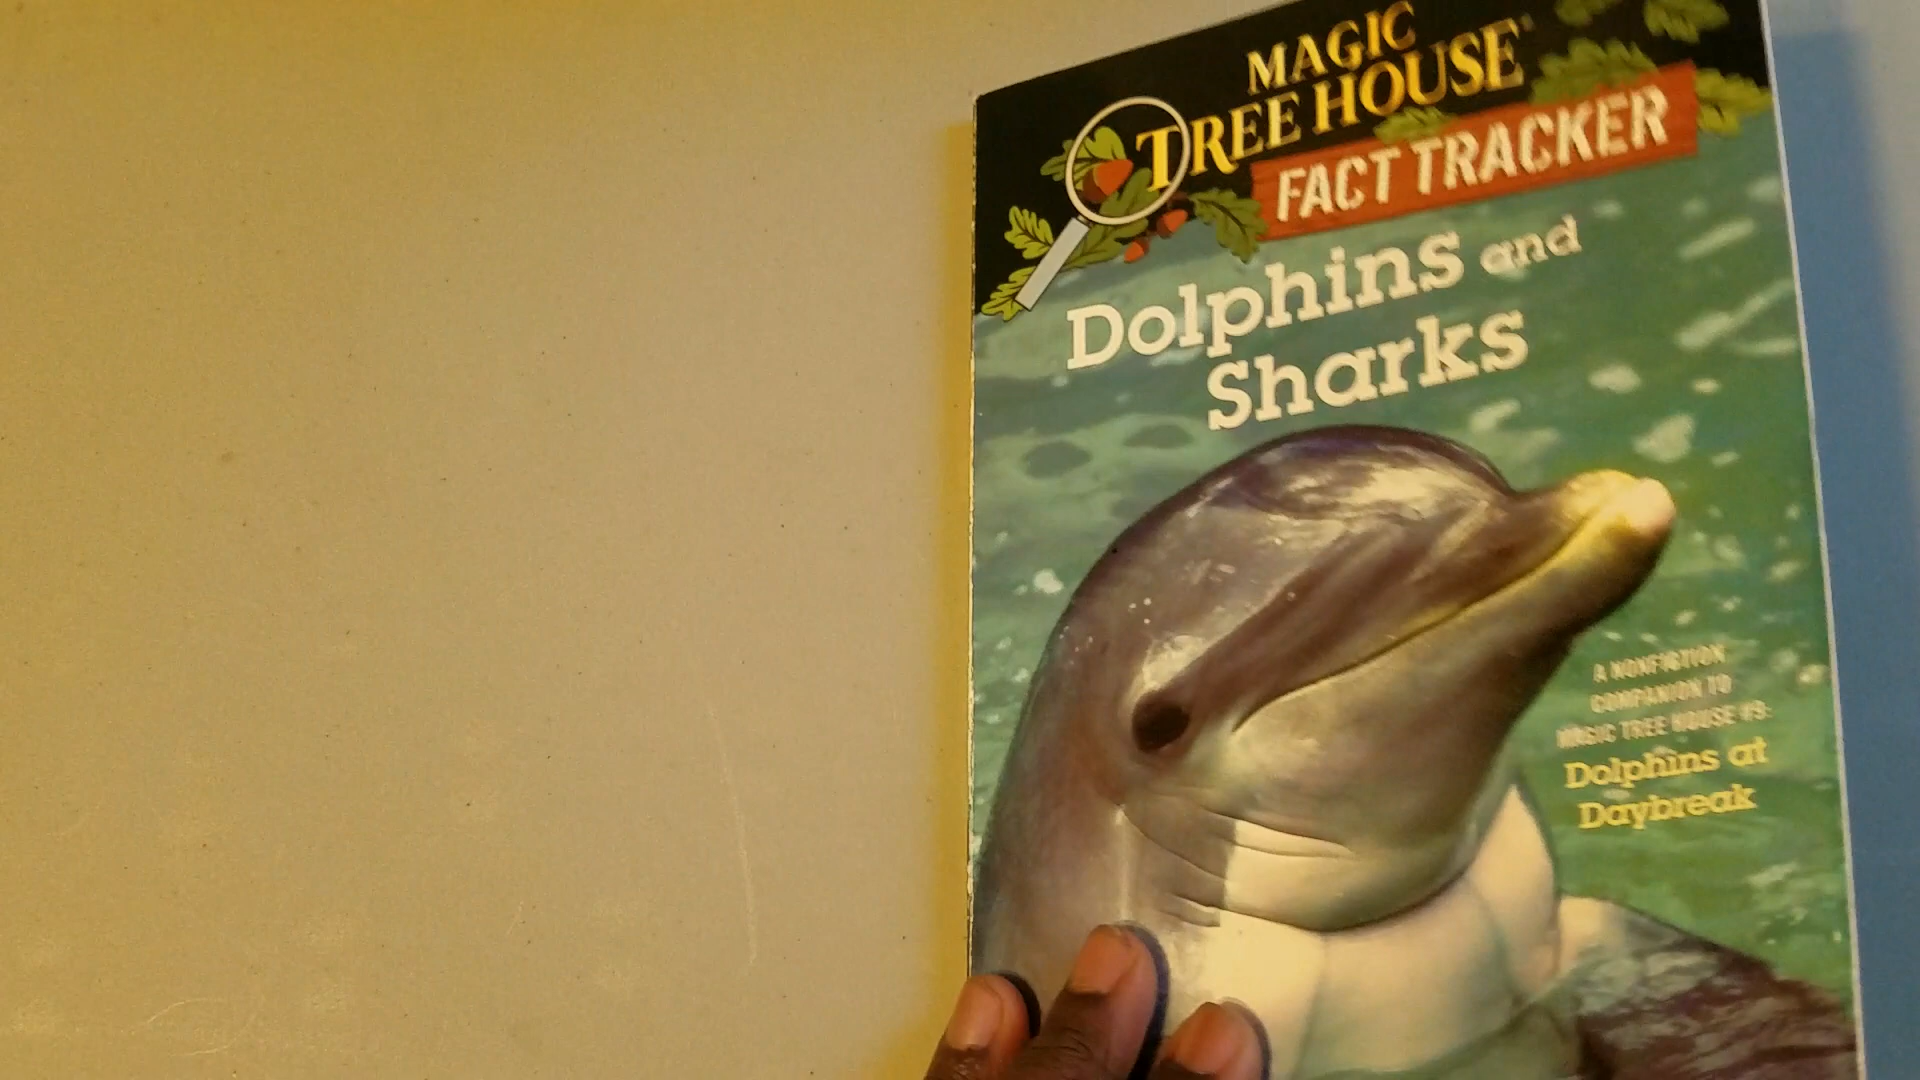 MAGIC
TREE HOUSE®
FACT TRACKER
Dolphins and
Sharks
A NONFICTION
COMPANION TO
MAGIC TREE HOUSE #9:
Dolphins at
Daybreak